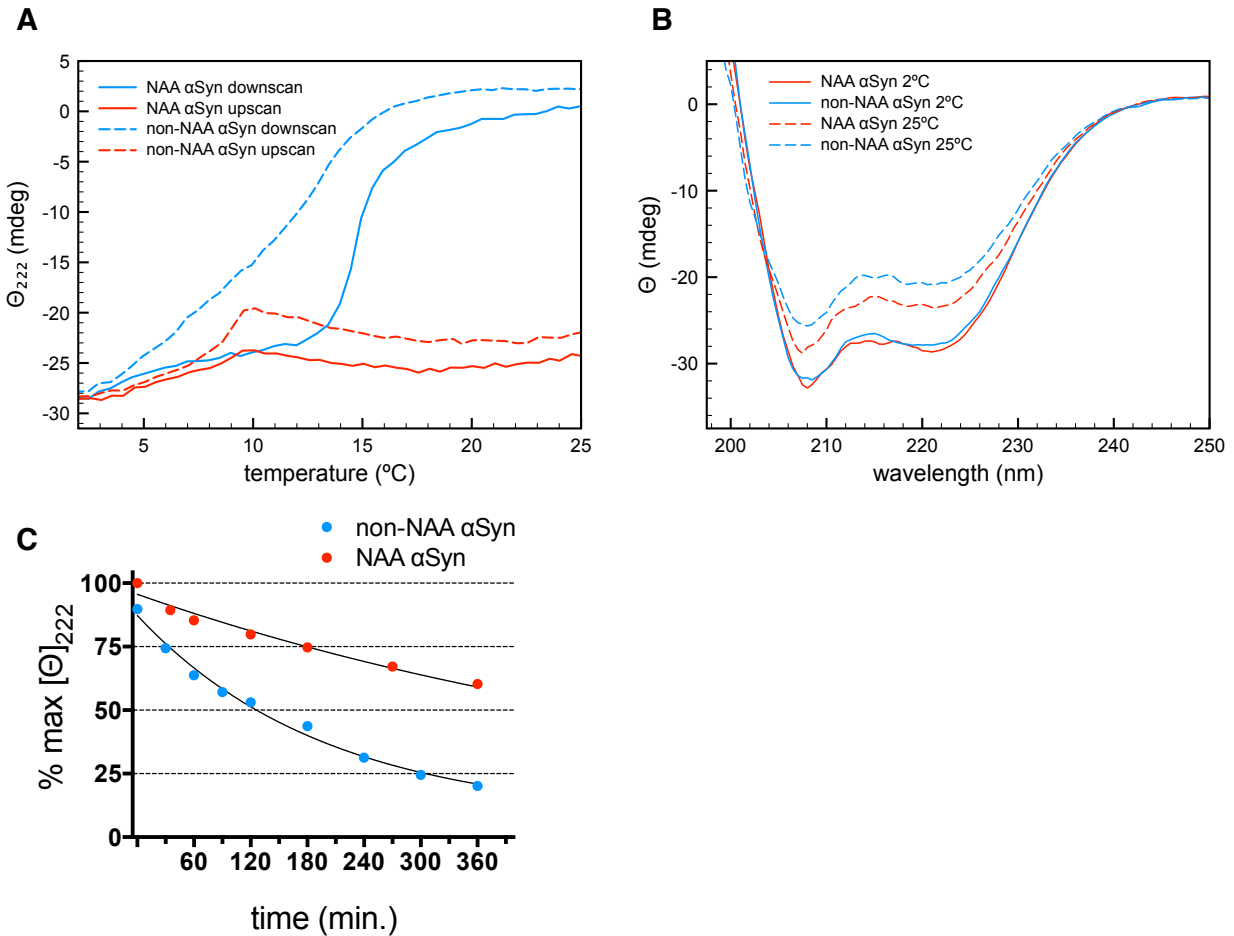 A
5
0
-5
-10
-15
-20
-25
-30
Θ222 (mdeg)
NAA αSyn downscan
NAA αSyn upscan
non-NAA αSyn downscan
non-NAA αSyn upscan
5 10 15 20 25
temperature (ºC)
B
0
-10
-20
-30
Θ (mdeg)
NAA αSyn 2ºC
non-NAA αSyn 2ºC
NAA αSyn 25ºC
non-NAA αSyn 25ºC
200 210 220 230 240 250
wavelength (nm)
C
non-NAA αSyn
NAA αSyn
100
75
50
25
0
% max [Θ]222
60 120 180 240 300 360
time (min.)